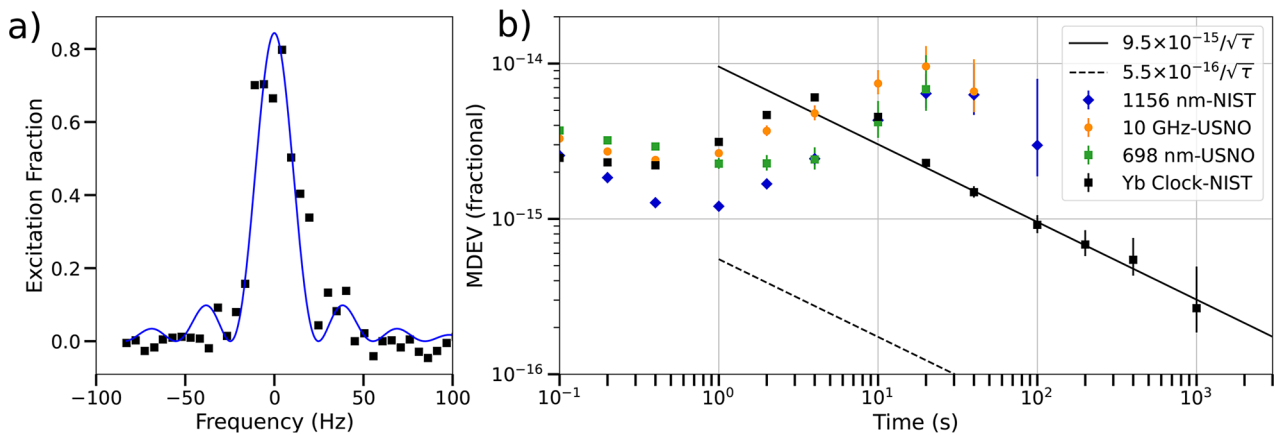 a)
Excitation Fraction
0.8
0.6
0.4
0.2
0.0
−100
−50
0
50
100
Frequency (Hz)
b)
MDEV (fractional)
10⁻¹⁴
10⁻¹⁵
10⁻¹⁶
10⁻¹
10⁰
10¹
10²
10³
Time (s)
9.5×10⁻¹⁵/√τ
5.5×10⁻¹⁶/√τ
1156 nm-NIST
10 GHz-USNO
698 nm-USNO
Yb Clock-NIST